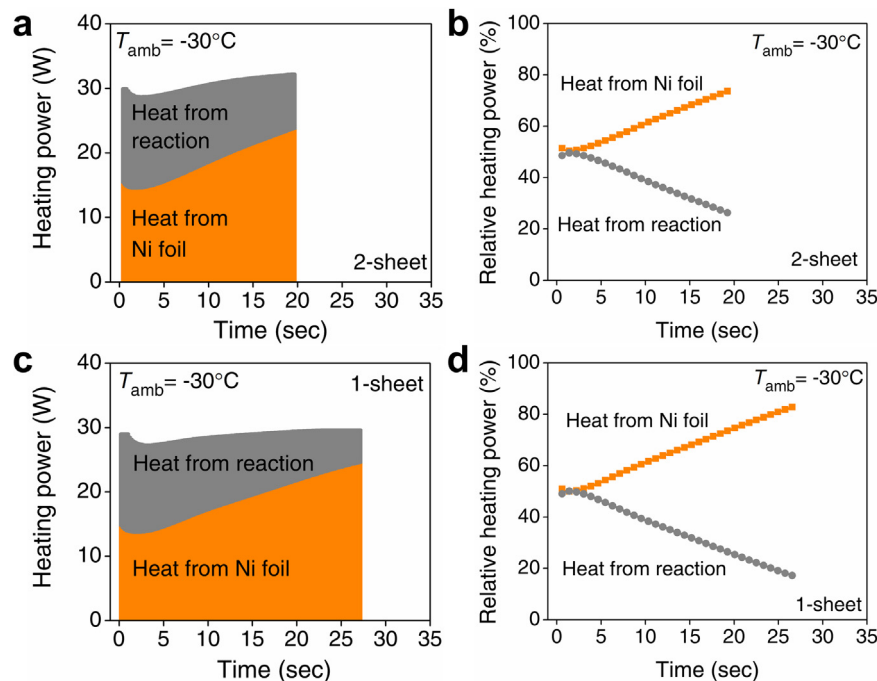 a
T_amb= -30°C
Heating power (W)
40
30
20
10
0
Heat from
reaction
Heat from
Ni foil
2-sheet
0 5 10 15 20 25 30 35
Time (sec)
b
T_amb= -30°C
Relative heating power (%)
100
80
60
40
20
0
Heat from Ni foil
Heat from reaction
2-sheet
0 5 10 15 20 25 30 35
Time (sec)
c
T_amb= -30°C
1-sheet
Heating power (W)
40
30
20
10
0
Heat from reaction
Heat from Ni foil
0 5 10 15 20 25 30 35
Time (sec)
d
T_amb= -30°C
Relative heating power (%)
100
80
60
40
20
0
Heat from Ni foil
Heat from reaction
1-sheet
0 5 10 15 20 25 30 35
Time (sec)